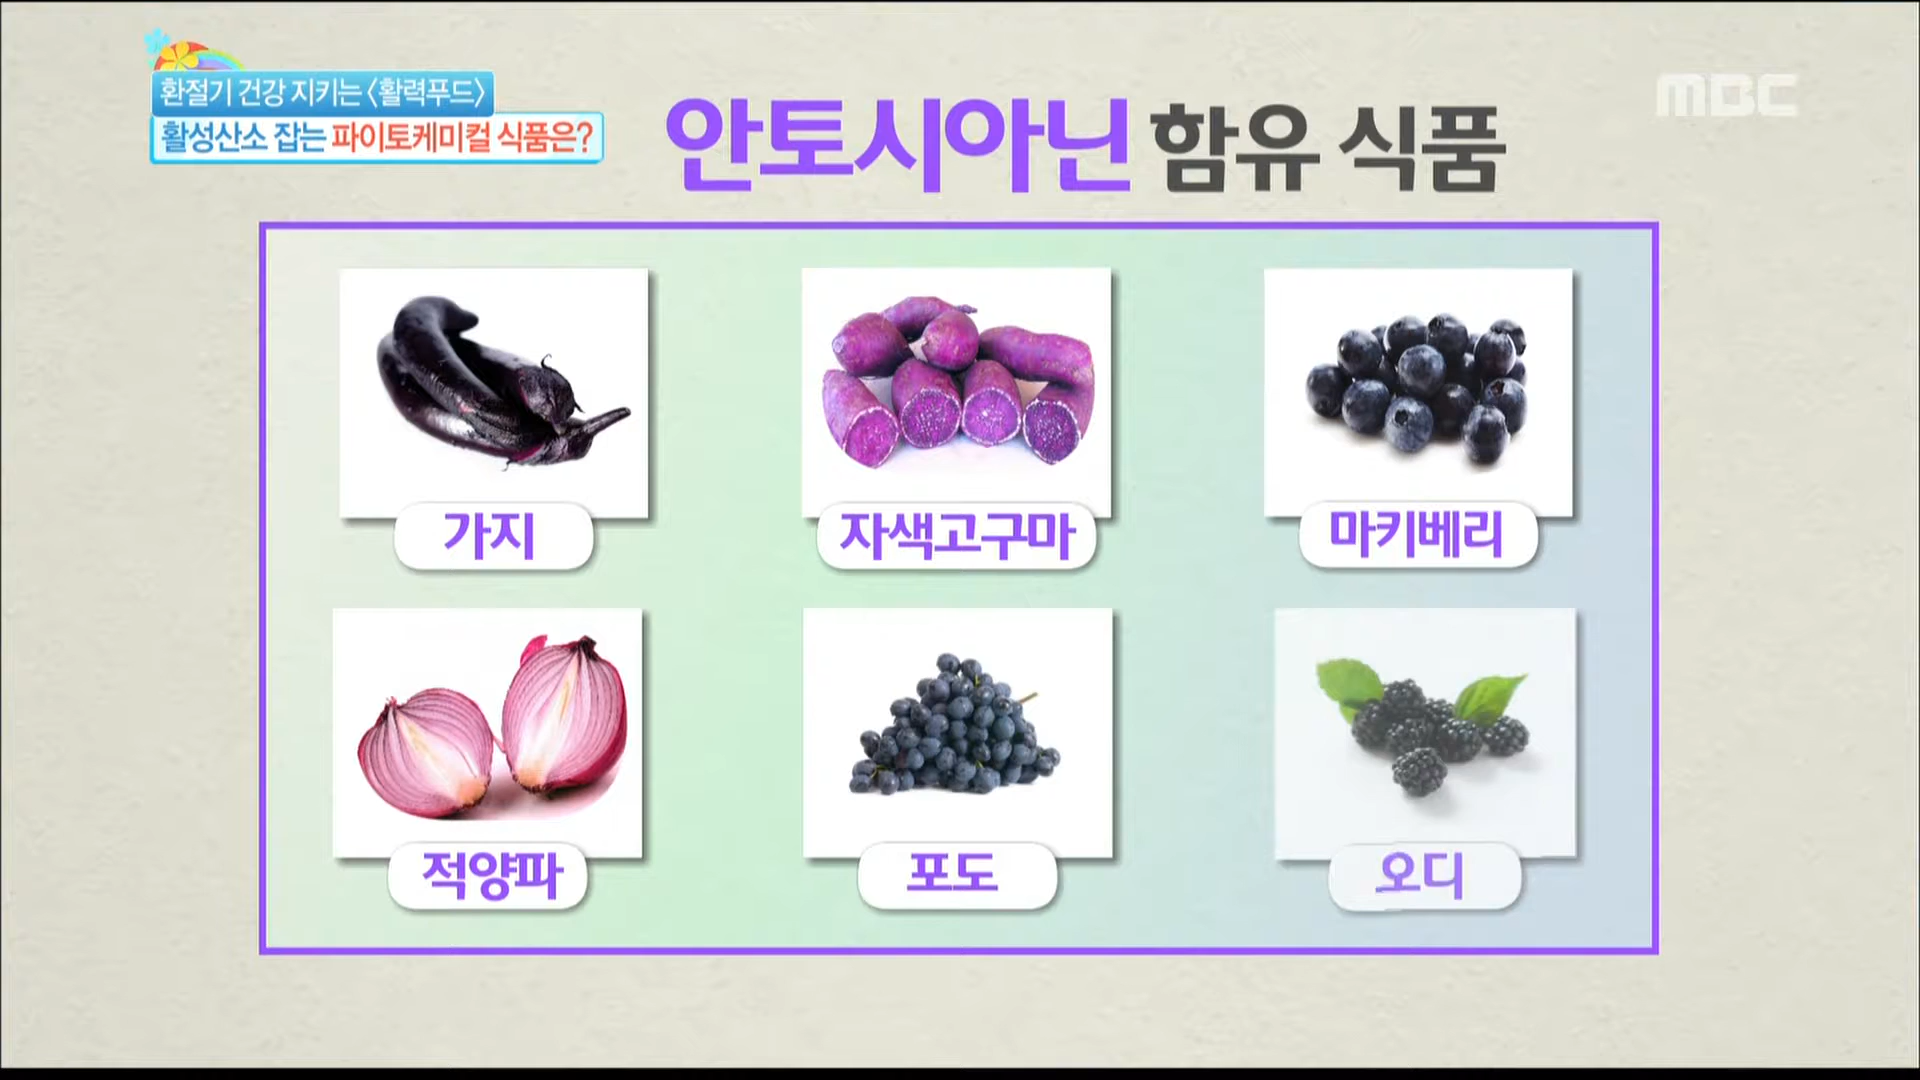 환절기 건강 지키는 <활력푸드>
활성산소 잡는 파이토케미컬 식품은?
안토시아닌 함유 식품
MBC
가지
자색고구마
마키베리
적양파
포도
오디